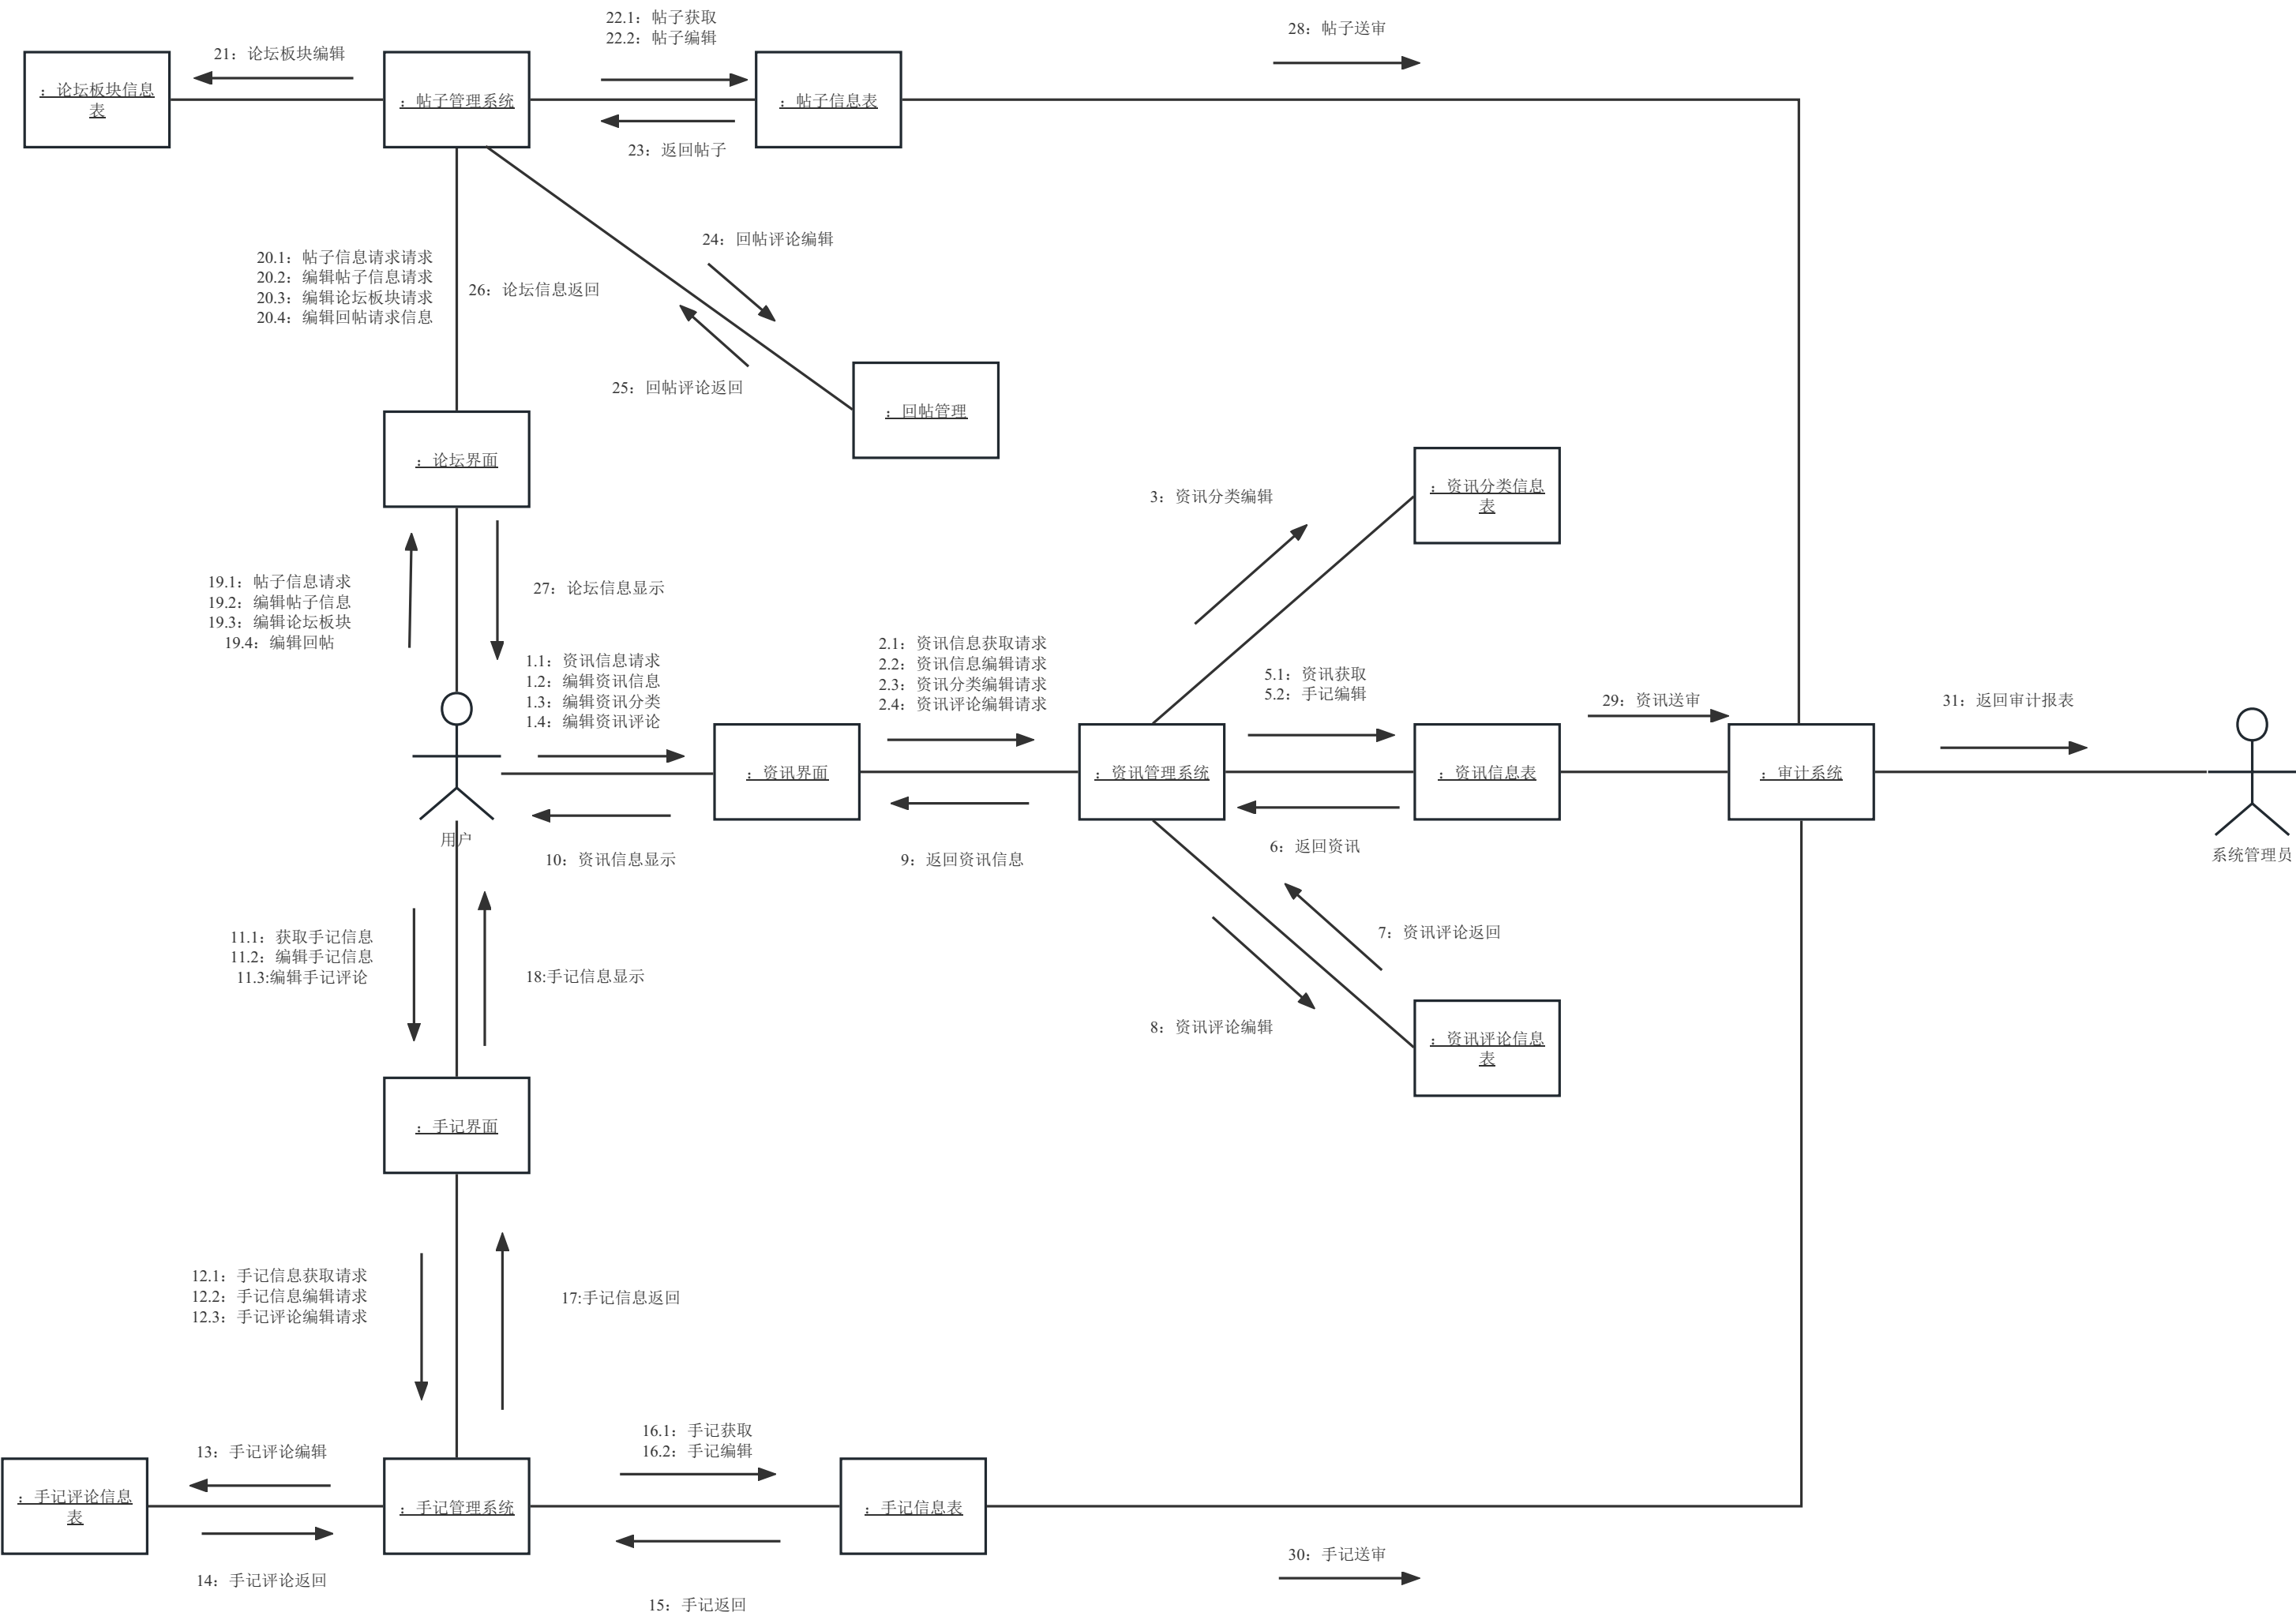 22.1：帖子获取
22.2：帖子编辑
28：帖子送审
21：论坛板块编辑
：论坛板块信息
表
：帖子管理系统
：帖子信息表
23：返回帖子
24：回帖评论编辑
20.1：帖子信息请求请求
20.2：编辑帖子信息请求
20.3：编辑论坛板块请求
20.4：编辑回帖请求信息
26：论坛信息返回
25：回帖评论返回
：回帖管理
：论坛界面
3：资讯分类编辑
：资讯分类信息
表
19.1：帖子信息请求
19.2：编辑帖子信息
19.3：编辑论坛板块
19.4：编辑回帖
27：论坛信息显示
1.1：资讯信息请求
1.2：编辑资讯信息
1.3：编辑资讯分类
1.4：编辑资讯评论
2.1：资讯信息获取请求
2.2：资讯信息编辑请求
2.3：资讯分类编辑请求
2.4：资讯评论编辑请求
5.1：资讯获取
5.2：手记编辑
29：资讯送审
31：返回审计报表
：资讯界面
：资讯管理系统
：资讯信息表
：审计系统
用户
10：资讯信息显示
9：返回资讯信息
6：返回资讯
系统管理员
11.1：获取手记信息
11.2：编辑手记信息
11.3:编辑手记评论
18:手记信息显示
7：资讯评论返回
8：资讯评论编辑
：资讯评论信息
表
：手记界面
12.1：手记信息获取请求
12.2：手记信息编辑请求
12.3：手记评论编辑请求
17:手记信息返回
13：手记评论编辑
16.1：手记获取
16.2：手记编辑
：手记评论信息
表
：手记管理系统
：手记信息表
14：手记评论返回
15：手记返回
30：手记送审